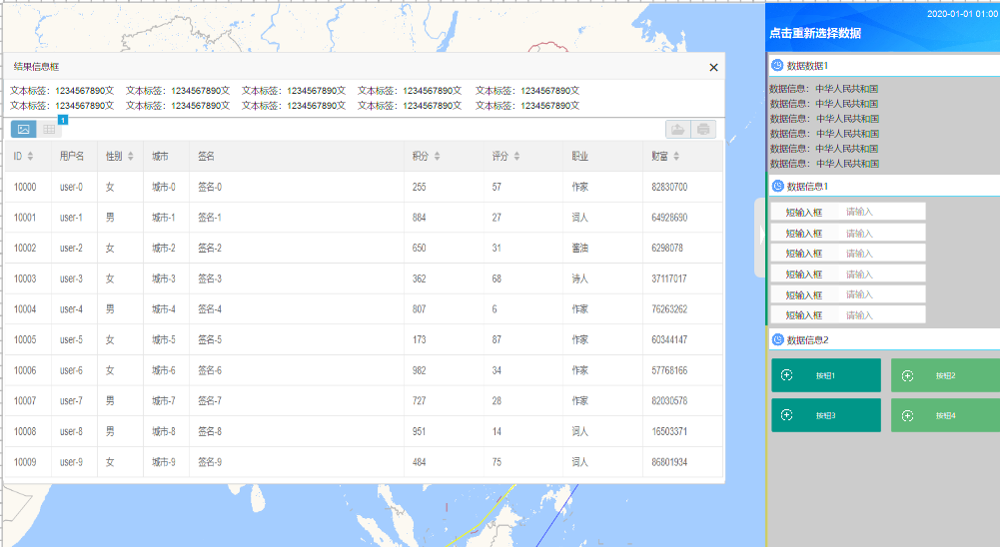 2020-01-01 01:00
点击重新选择数据
结果信息框
文本标签：1234567890文 文本标签：1234567890文 文本标签：1234567890文 文本标签：1234567890文 文本标签：1234567890文
文本标签：1234567890文 文本标签：1234567890文 文本标签：1234567890文 文本标签：1234567890文 文本标签：1234567890文
1
ID 用户名 性别 城市 签名 积分 评分 职业 财富
10000 user-0 女 城市-0 签名-0 255 57 作家 82830700
10001 user-1 男 城市-1 签名-1 884 27 词人 64928690
10002 user-2 女 城市-2 签名-2 650 31 酱油 6298078
10003 user-3 女 城市-3 签名-3 362 68 诗人 37117017
10004 user-4 男 城市-4 签名-4 807 6 作家 76263262
10005 user-5 女 城市-5 签名-5 173 87 作家 60344147
10006 user-6 女 城市-6 签名-6 982 34 作家 57768166
10007 user-7 男 城市-7 签名-7 727 28 作家 82030578
10008 user-8 男 城市-8 签名-8 951 14 词人 16503371
10009 user-9 女 城市-9 签名-9 484 75 词人 86801934
数据数据1
数据信息：中华人民共和国
数据信息：中华人民共和国
数据信息：中华人民共和国
数据信息：中华人民共和国
数据信息：中华人民共和国
数据信息：中华人民共和国
数据信息1
短输入框 请输入
短输入框 请输入
短输入框 请输入
短输入框 请输入
短输入框 请输入
短输入框 请输入
数据信息2
按钮1 按钮2
按钮3 按钮4